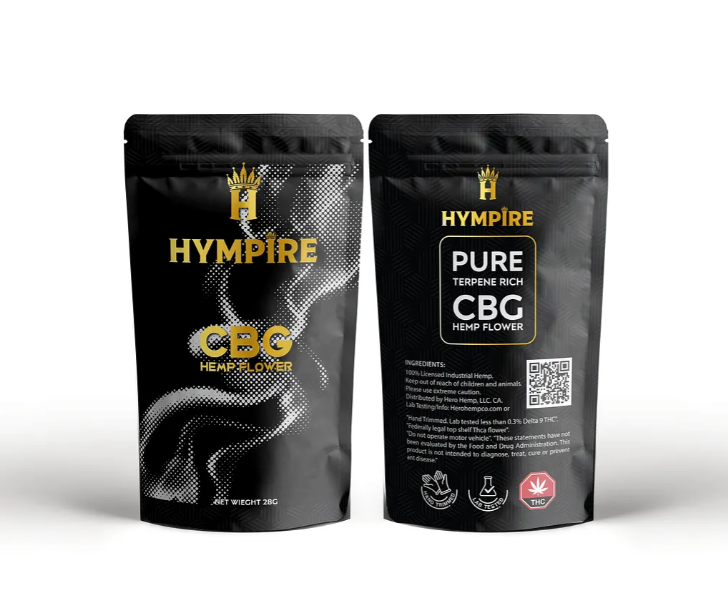 H
HYMPIRE
CBG
HEMP FLOWER
NET WIEGHT 28G
H
HYMPIRE
PURE
TERPENE RICH
CBG
HEMP FLOWER
INGREDIENTS:
100% Licensed Industrial Hemp.
Keep out of reach of children and animals.
Please use extreme caution.
Distributed by Hero Hemp, LLC. CA.
Lab Testing/Info: Herohempco.com or
"Hand Trimmed. Lab tested less than 0.3% Delta 9 THC".
"Federally legal top shelf Thca flower".
"Do not operate motor vehicle". "These statements have not
been evaluated by the Food and Drug Administration. This
product is not intended to diagnose, treat, cure or prevent
ant disease."
HAND TRIMMED
LAB TESTED
THC